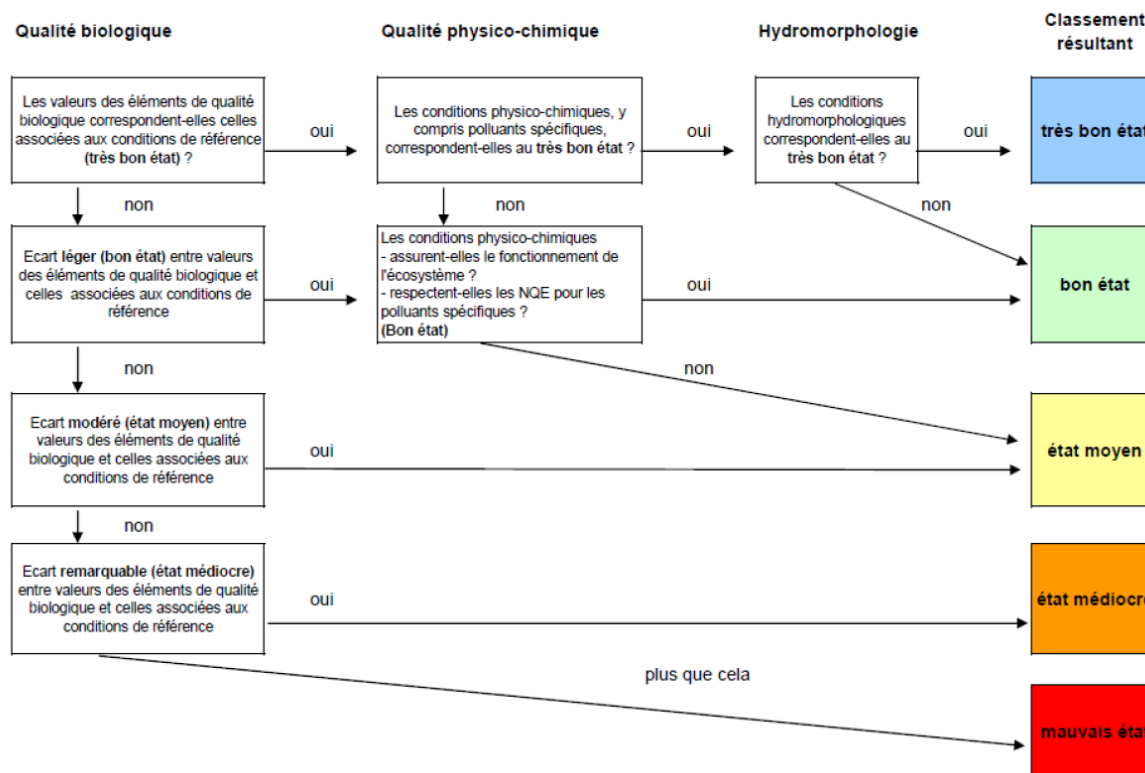 Qualité biologique
Qualité physico-chimique
Hydromorphologie
Classement
résultant
Les valeurs des éléments de qualité
biologique correspondent-elles celles
associées aux conditions de référence
(très bon état) ?
oui
Les conditions physico-chimiques, y
compris polluants spécifiques,
correspondent-elles au très bon état ?
oui
Les conditions
hydromorphologiques
correspondent-elles au
très bon état ?
oui
très bon état
non
non
non
Ecart léger (bon état) entre valeurs
des éléments de qualité biologique et
celles associées aux conditions de
référence
oui
Les conditions physico-chimiques
- assurent-elles le fonctionnement de
l'écosystème ?
- respectent-elles les NQE pour les
polluants spécifiques ?
(Bon état)
oui
bon état
non
non
Ecart modéré (état moyen) entre
valeurs des éléments de qualité
biologique et celles associées aux
conditions de référence
oui
état moyen
non
Ecart remarquable (état médiocre)
entre valeurs des éléments de qualité
biologique et celles associées aux
conditions de référence
oui
état médiocre
plus que cela
mauvais état